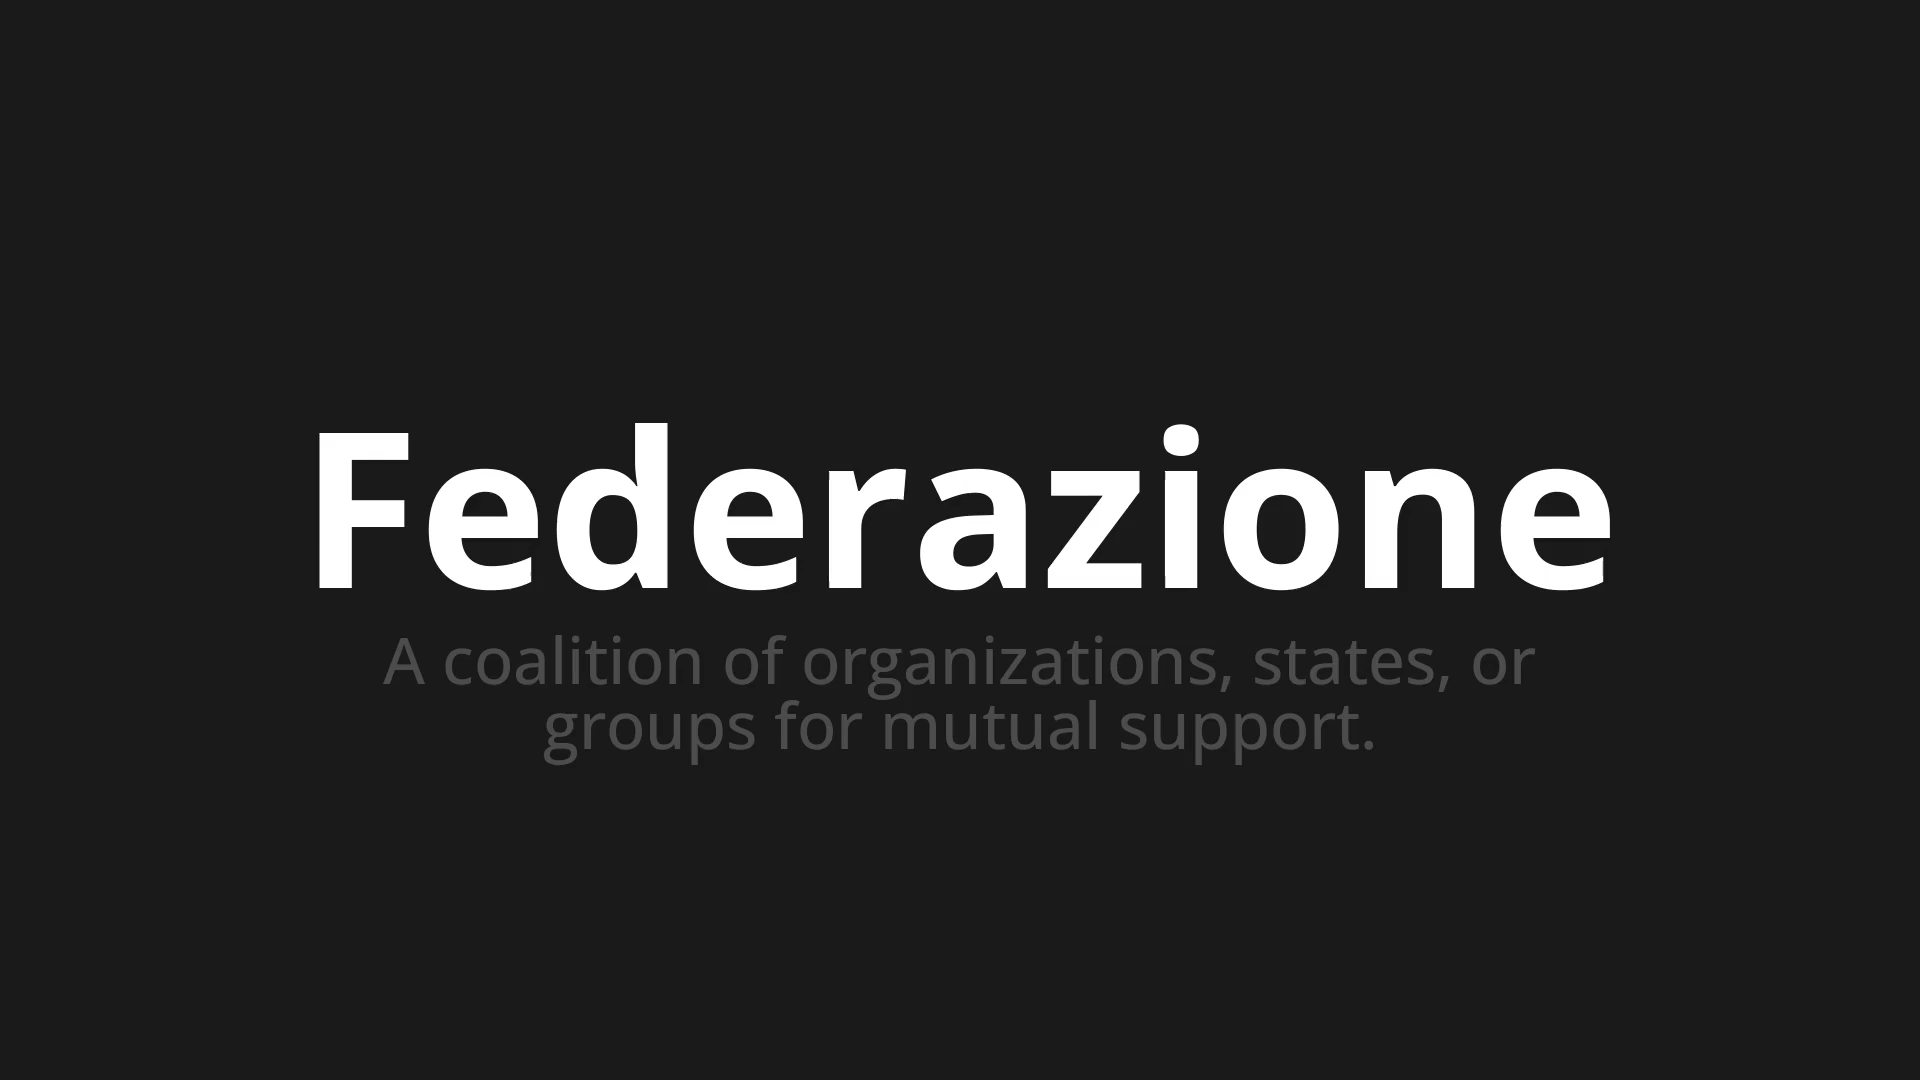 Federazione
A coalition of organizations, states, or
groups for mutual support.